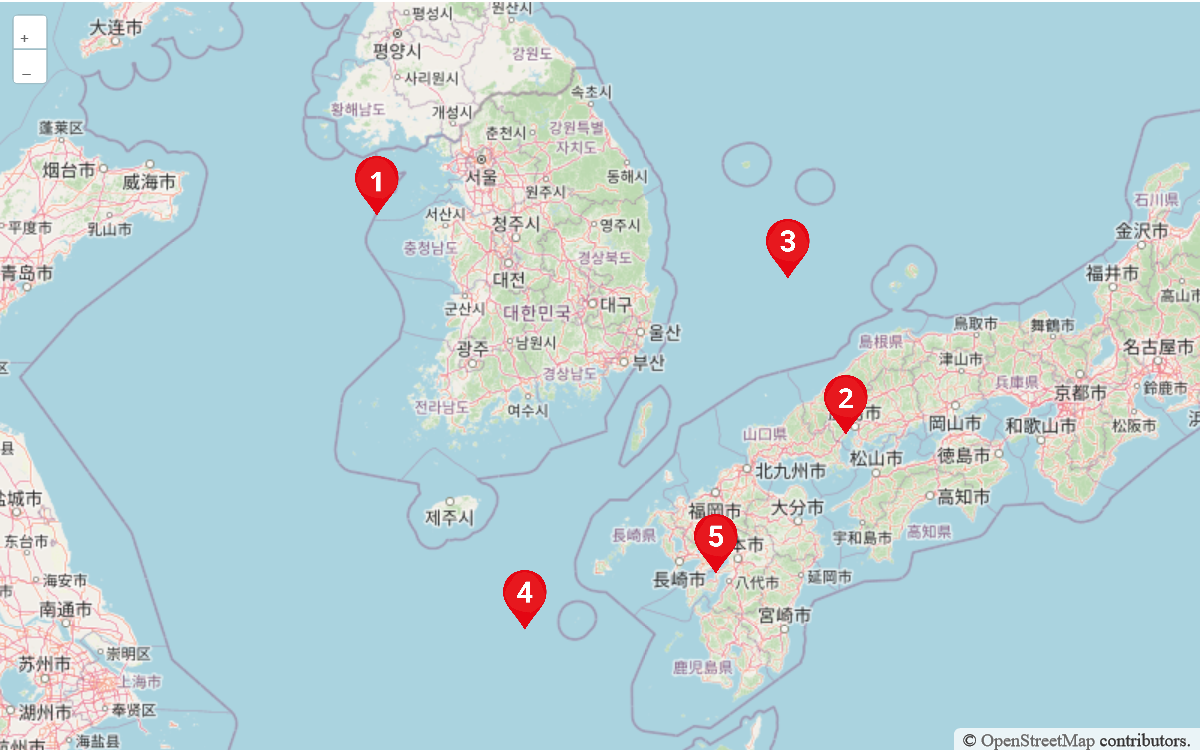 +
–
大连市
평성시
원산시
평양시
강원도
사리원시
속초시
황해남도
개성시
蓬莱区
춘천시
강원특별
자치도
烟台市
威海市
서울
동해시
원주시
1
石川県
平度市
乳山市
서산시
청주시
영주시
金沢市
충청남도
3
경상북도
青岛市
대전
福井市
高山市
군산시
대한민국
대구
울산
鳥取市
舞鶴市
광주
남원시
島根県
名古屋市
부산
경상남도
津山市
兵庫県
京都市
鈴鹿市
2
전라남도
여수시
岡山市
和歌山市
松阪市
山口県
县
松山市
徳島市
北九州市
盐城市
高知市
제주시
福岡市
大分市
长
東台市
長崎県
5
本市
宇和島市
高知県
海安市
長崎市
八代市
延岡市
4
南通市
宮崎市
崇明区
苏州市
鹿児島県
上海市
湖州市
奉贤区
海盐县
杭州市
© OpenStreetMap contributors.